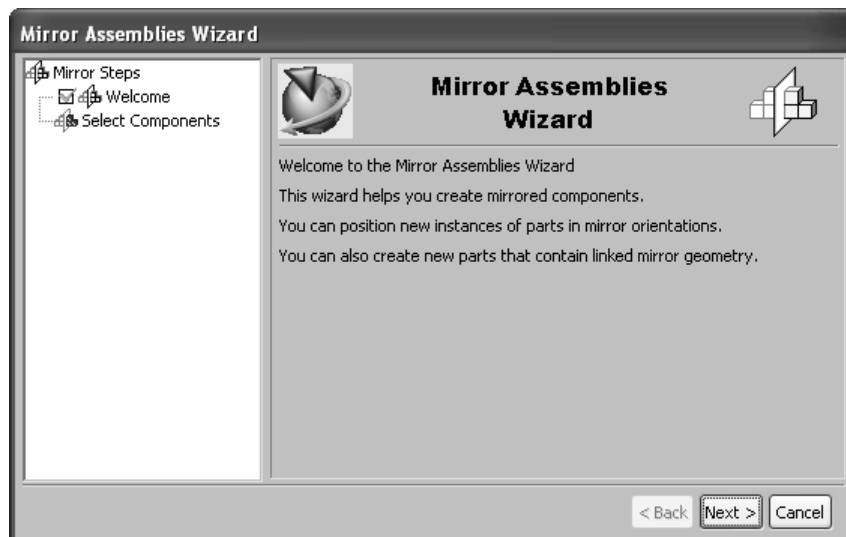 Mirror Assemblies Wizard
Mirror Steps
Welcome
Select Components
Mirror Assemblies
Wizard
Welcome to the Mirror Assemblies Wizard
This wizard helps you create mirrored components.
You can position new instances of parts in mirror orientations.
You can also create new parts that contain linked mirror geometry.
< Back
Next >
Cancel